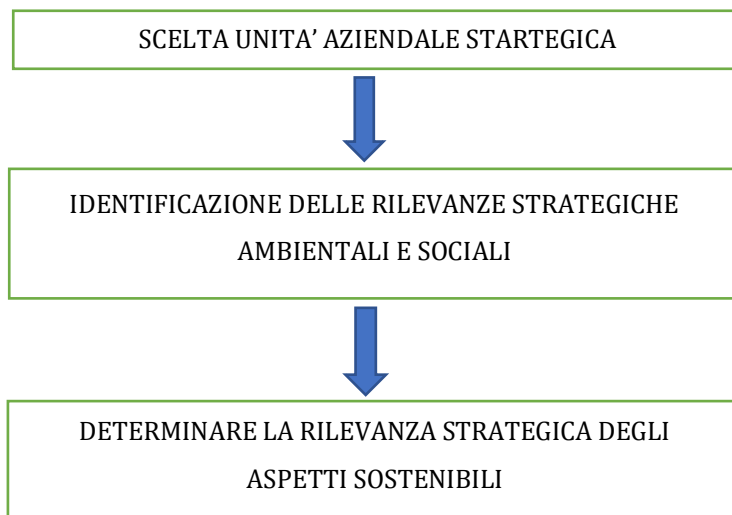 SCELTA UNITA’ AZIENDALE STARTEGICA
IDENTIFICAZIONE DELLE RILEVANZE STRATEGICHE
AMBIENTALI E SOCIALI
DETERMINARE LA RILEVANZA STRATEGICA DEGLI
ASPETTI SOSTENIBILI